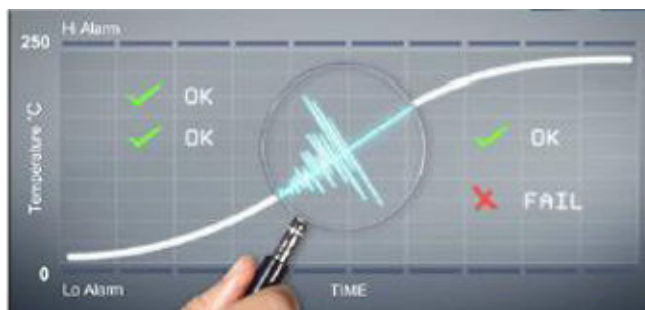 Hi Alarm
250
OK
OK
OK
FAIL
Temperature °C
0
Lo Alarm
TIME